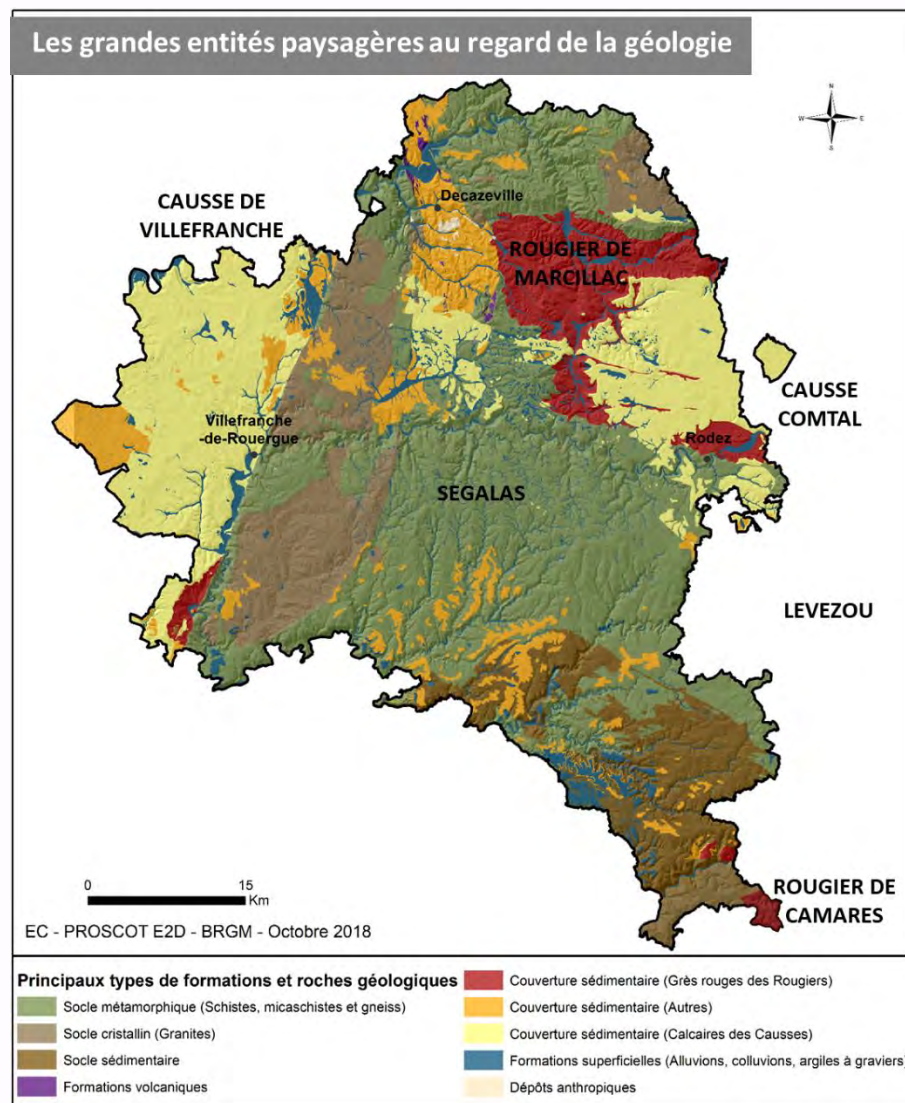 Les grandes entités paysagères au regard de la géologie
N
W
E
S
CAUSSE DE
VILLEFRANCHE
Decazeville
ROUGIER DE
MARCILLAC
CAUSSE
COMTAL
Villefranche
-de-Rouergue
Rodez
SEGALAS
LEVEZOU
0
15
Km
ROUGIER DE
CAMARES
EC - PROSCOT E2D - BRGM - Octobre 2018
Principaux types de formations et roches géologiques
Socle métamorphique (Schistes, micaschistes et gneiss)
Socle cristallin (Granites)
Socle sédimentaire
Formations volcaniques
Couverture sédimentaire (Grès rouges des Rougiers)
Couverture sédimentaire (Autres)
Couverture sédimentaire (Calcaires des Causses)
Formations superficielles (Alluvions, colluvions, argiles à graviers)
Dépôts anthropiques